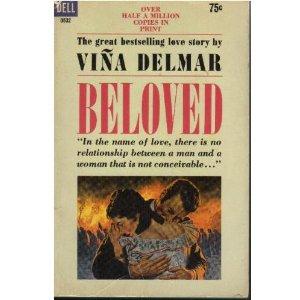 DELL
0532
OVER
HALF A MILLION
COPIES IN
PRINT
75c
The great bestselling love story by
VIÑA DELMAR
BELOVED
"In the name of love, there is no
relationship between a man and a
woman that is not conceivable..."